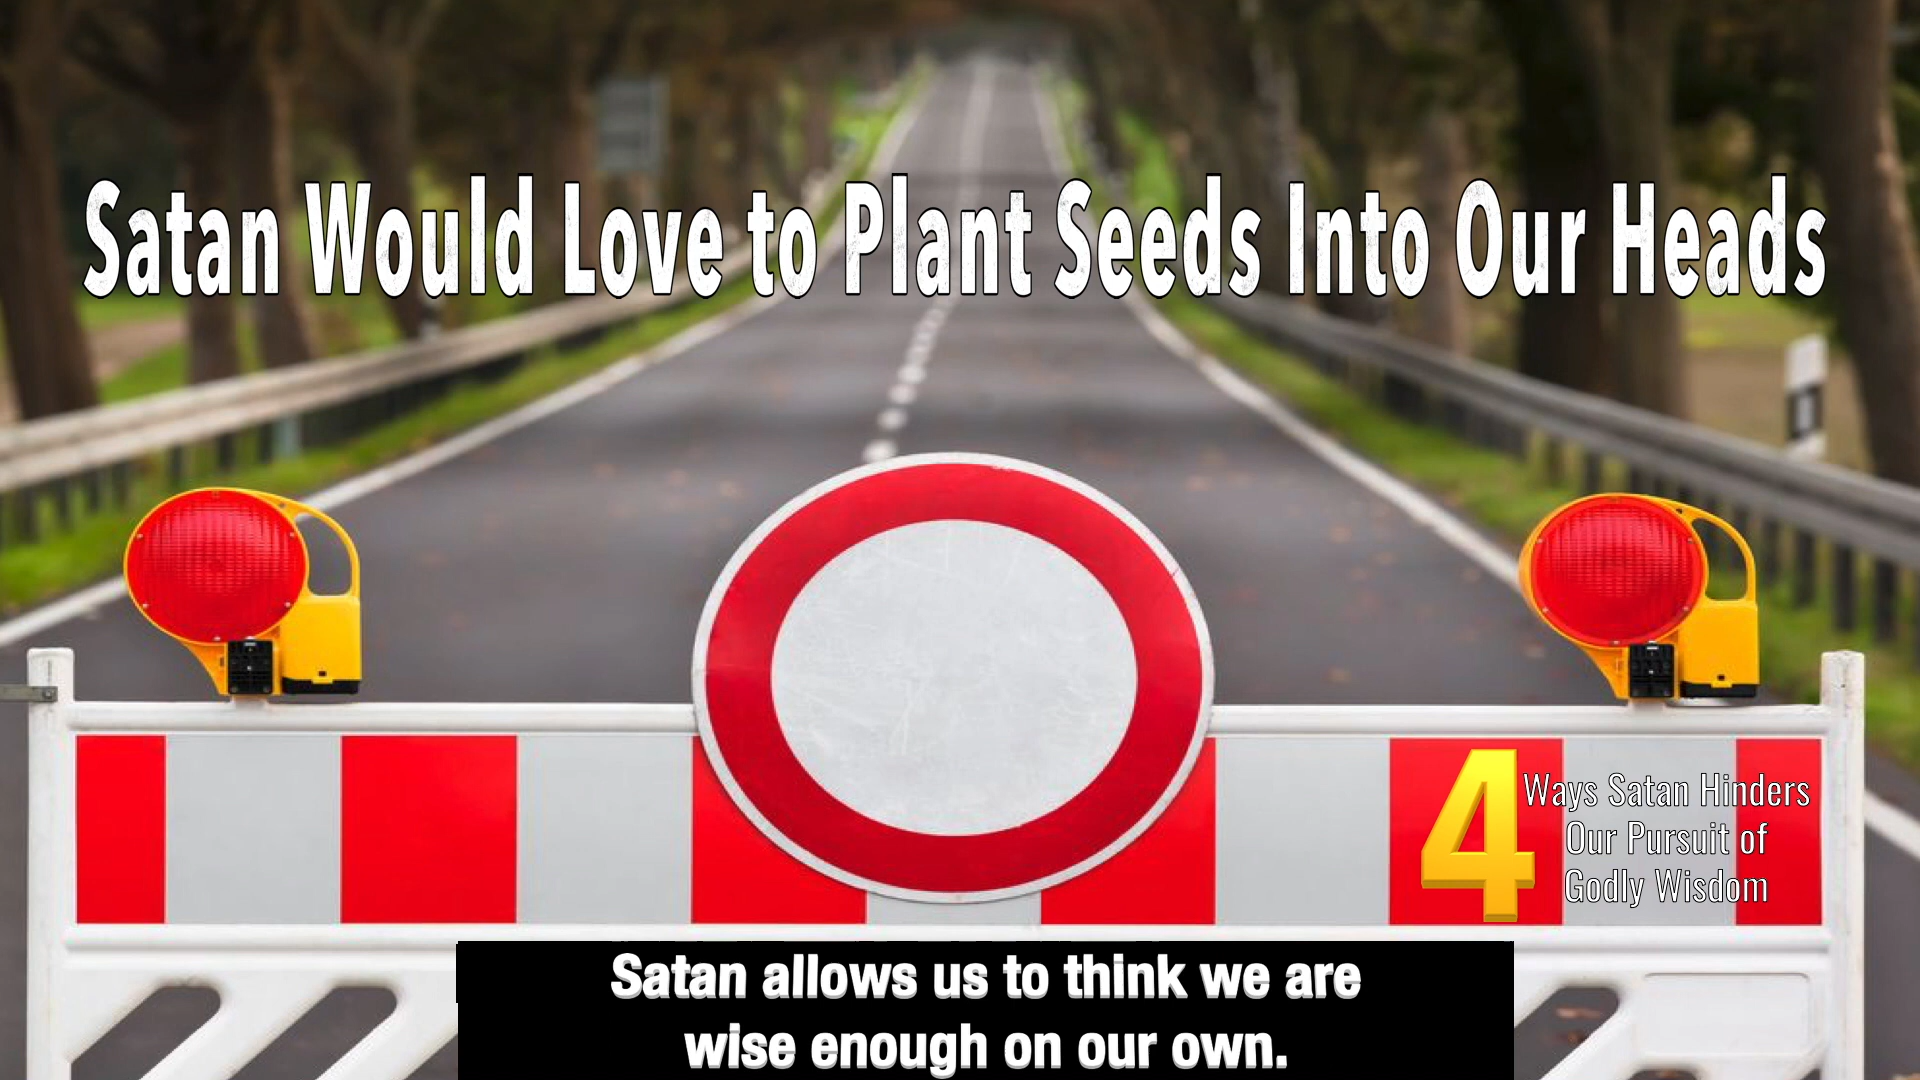 Satan Would Love to Plant Seeds Into Our Heads
4
Ways Satan Hinders
Our Pursuit of
Godly Wisdom
Satan allows us to think we are
wise enough on our own.